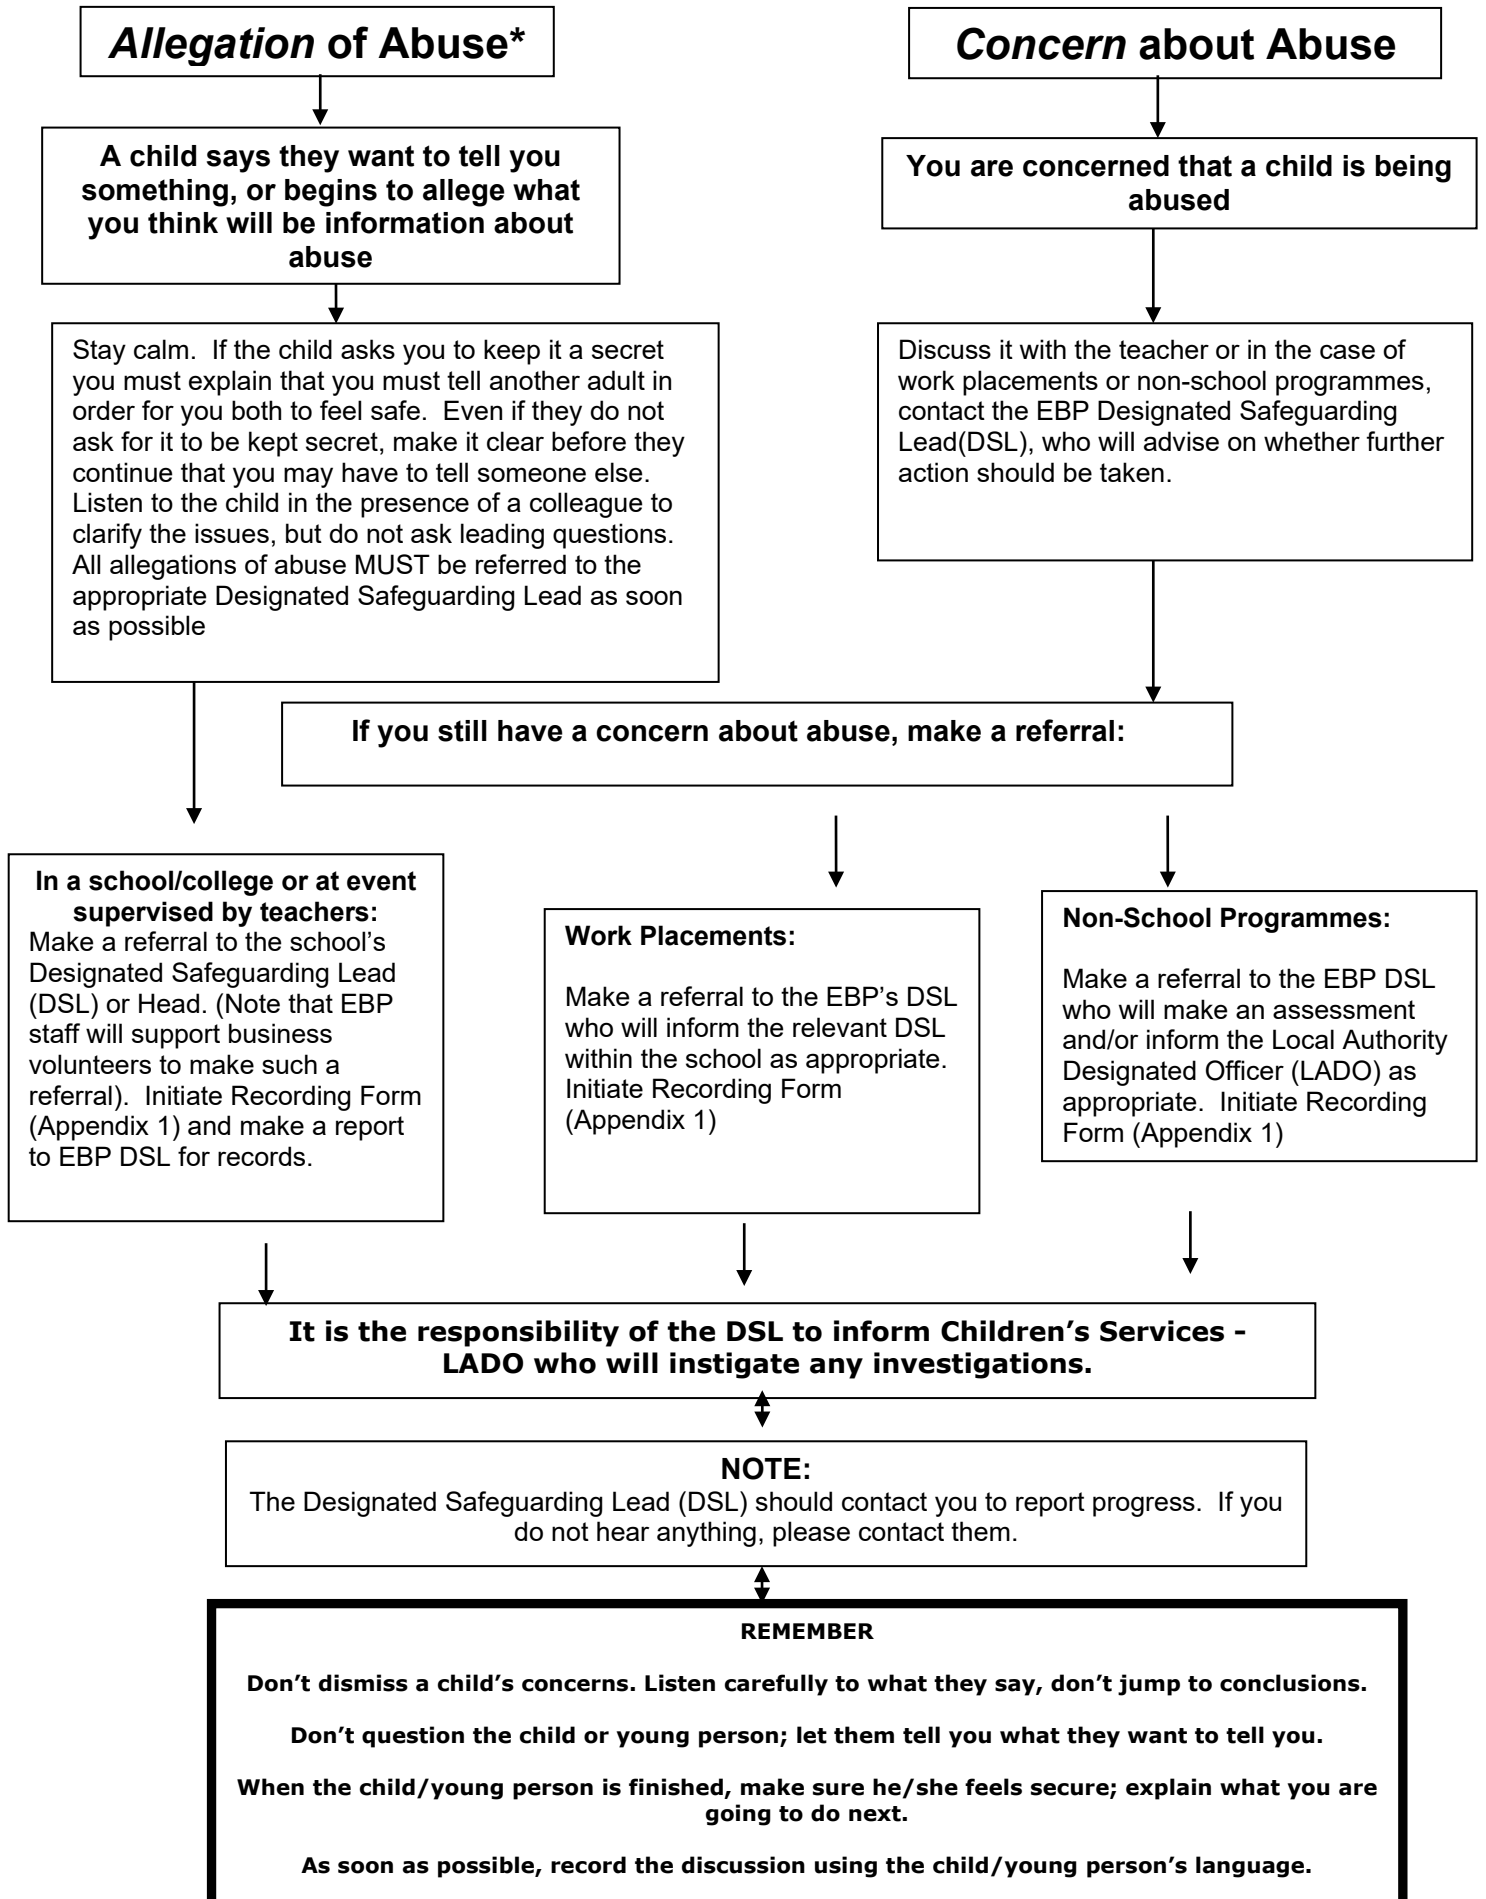 Allegation of Abuse*
Concern about Abuse
A child says they want to tell you
something, or begins to allege what
you think will be information about
abuse
You are concerned that a child is being
abused
Stay calm.  If the child asks you to keep it a secret
you must explain that you must tell another adult in
order for you both to feel safe.  Even if they do not
ask for it to be kept secret, make it clear before they
continue that you may have to tell someone else.
Listen to the child in the presence of a colleague to
clarify the issues, but do not ask leading questions.
All allegations of abuse MUST be referred to the
appropriate Designated Safeguarding Lead as soon
as possible
Discuss it with the teacher or in the case of
work placements or non-school programmes,
contact the EBP Designated Safeguarding
Lead(DSL), who will advise on whether further
action should be taken.
If you still have a concern about abuse, make a referral:
In a school/college or at event
supervised by teachers:
Make a referral to the school's
Designated Safeguarding Lead
(DSL) or Head. (Note that EBP
staff will support business
volunteers to make such a
referral).  Initiate Recording Form
(Appendix 1) and make a report
to EBP DSL for records.
Work Placements:
Make a referral to the EBP's DSL
who will inform the relevant DSL
within the school as appropriate.
Initiate Recording Form
(Appendix 1)
Non-School Programmes:
Make a referral to the EBP DSL
who will make an assessment
and/or inform the Local Authority
Designated Officer (LADO) as
appropriate.  Initiate Recording
Form (Appendix 1)
It is the responsibility of the DSL to inform Children's Services –
LADO who will instigate any investigations.
NOTE:
The Designated Safeguarding Lead (DSL) should contact you to report progress.  If you
do not hear anything, please contact them.
REMEMBER
Don't dismiss a child's concerns. Listen carefully to what they say, don't jump to conclusions.
Don't question the child or young person; let them tell you what they want to tell you.
When the child/young person is finished, make sure he/she feels secure; explain what you are
going to do next.
As soon as possible, record the discussion using the child/young person's language.